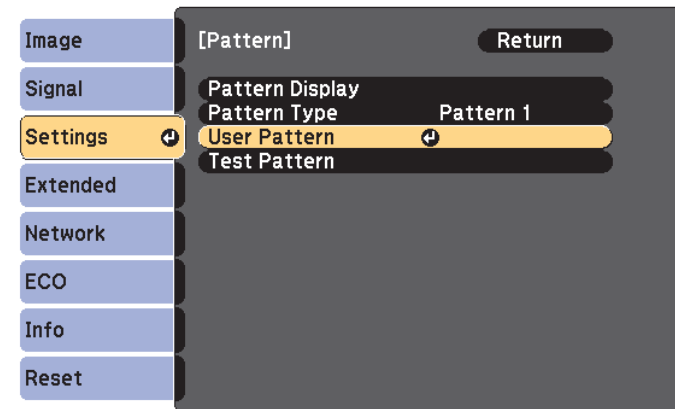 Image
Signal
Settings
Extended
Network
ECO
Info
Reset
[Pattern] Return
Pattern Display
Pattern Type Pattern 1
User Pattern
Test Pattern